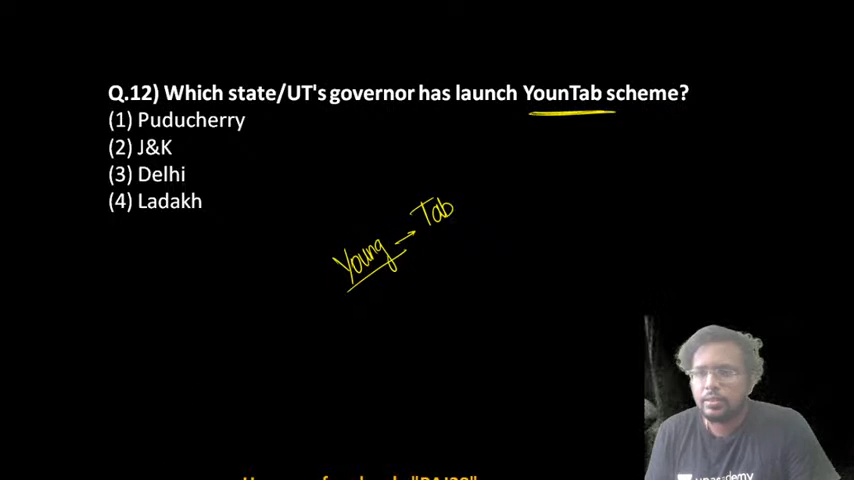 Q.12) Which state/UT's governor has launch YounTab scheme?
(1) Puducherry
(2) J&K
(3) Delhi
(4) Ladakh
Young → Tab